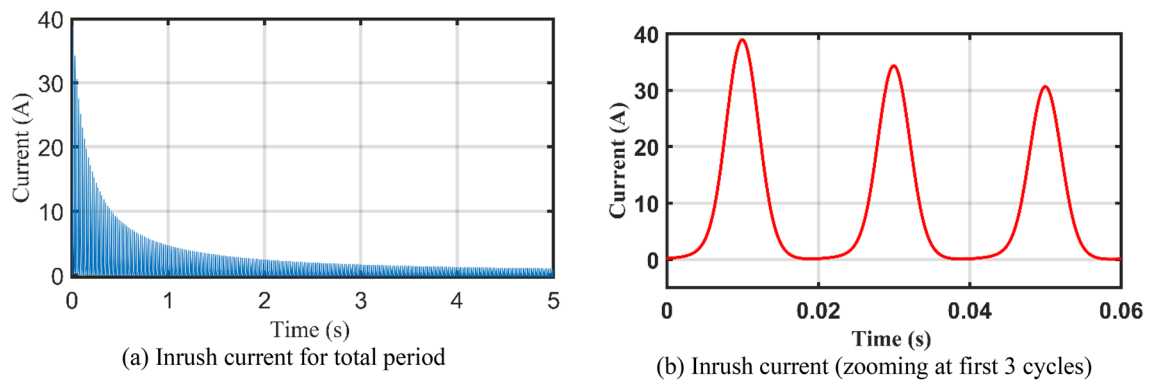 40
30
20
10
0
Current (A)
0 1 2 3 4 5
Time (s)
(a) Inrush current for total period
40
30
20
10
0
Current (A)
0 0.02 0.04 0.06
Time (s)
(b) Inrush current (zooming at first 3 cycles)